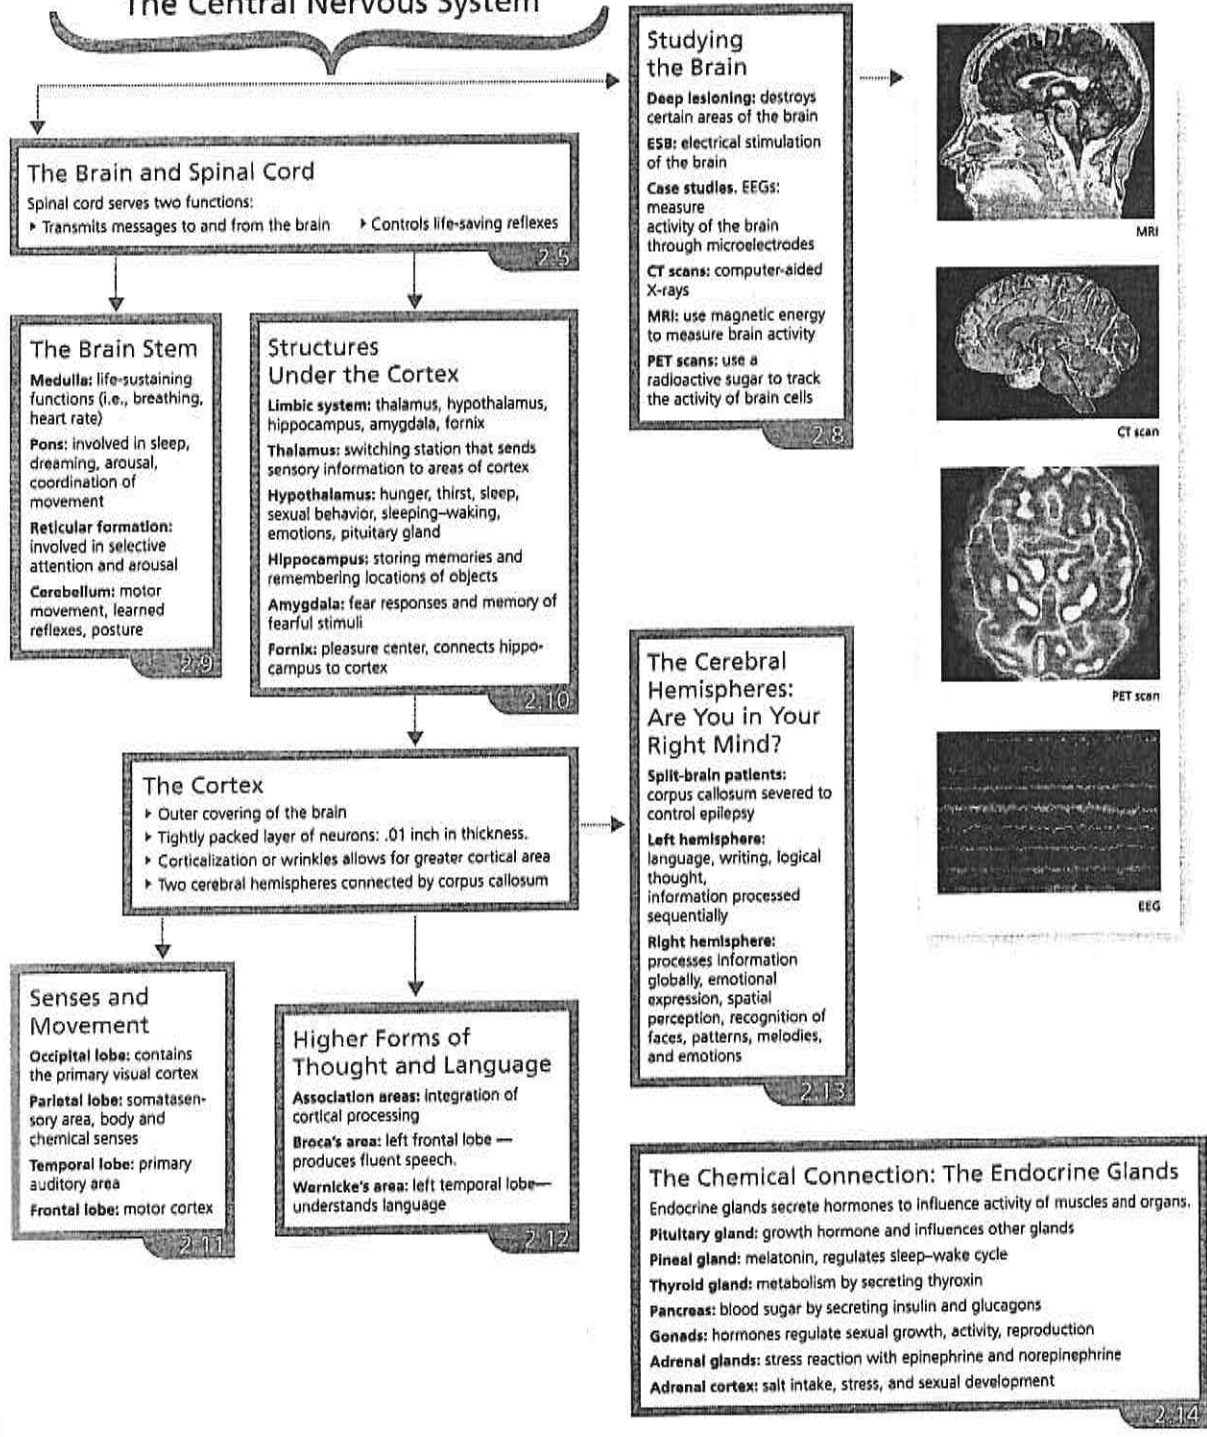 The Central Nervous System
The Brain and Spinal Cord
Spinal cord serves two functions:
▸ Transmits messages to and from the brain
▸ Controls life-saving reflexes
2.5
The Brain Stem
Medulla: life-sustaining
functions (i.e., breathing,
heart rate)
Pons: involved in sleep,
dreaming, arousal,
coordination of
movement
Reticular formation:
involved in selective
attention and arousal
Cerebellum: motor
movement, learned
reflexes, posture
2.9
Structures
Under the Cortex
Limbic system: thalamus, hypothalamus,
hippocampus, amygdala, fornix
Thalamus: switching station that sends
sensory information to areas of cortex
Hypothalamus: hunger, thirst, sleep,
sexual behavior, sleeping–waking,
emotions, pituitary gland
Hippocampus: storing memories and
remembering locations of objects
Amygdala: fear responses and memory of
fearful stimuli
Fornix: pleasure center, connects hippo-
campus to cortex
2.10
The Cortex
▸ Outer covering of the brain
▸ Tightly packed layer of neurons: .01 inch in thickness.
▸ Corticalization or wrinkles allows for greater cortical area
▸ Two cerebral hemispheres connected by corpus callosum
Senses and
Movement
Occipital lobe: contains
the primary visual cortex
Parietal lobe: somatasen-
sory area, body and
chemical senses
Temporal lobe: primary
auditory area
Frontal lobe: motor cortex
2.11
Higher Forms of
Thought and Language
Association areas: integration of
cortical processing
Broca's area: left frontal lobe —
produces fluent speech.
Wernicke's area: left temporal lobe—
understands language
2.12
Studying
the Brain
Deep lesioning: destroys
certain areas of the brain
ESB: electrical stimulation
of the brain
Case studies. EEGs:
measure
activity of the brain
through microelectrodes
CT scans: computer-aided
X-rays
MRI: use magnetic energy
to measure brain activity
PET scans: use a
radioactive sugar to track
the activity of brain cells
2.8
MRI
CT scan
PET scan
EEG
The Cerebral
Hemispheres:
Are You in Your
Right Mind?
Split-brain patients:
corpus callosum severed to
control epilepsy
Left hemisphere:
language, writing, logical
thought,
information processed
sequentially
Right hemisphere:
processes information
globally, emotional
expression, spatial
perception, recognition of
faces, patterns, melodies,
and emotions
2.13
The Chemical Connection: The Endocrine Glands
Endocrine glands secrete hormones to influence activity of muscles and organs.
Pituitary gland: growth hormone and influences other glands
Pineal gland: melatonin, regulates sleep–wake cycle
Thyroid gland: metabolism by secreting thyroxin
Pancreas: blood sugar by secreting insulin and glucagons
Gonads: hormones regulate sexual growth, activity, reproduction
Adrenal glands: stress reaction with epinephrine and norepinephrine
Adrenal cortex: salt intake, stress, and sexual development
2.14